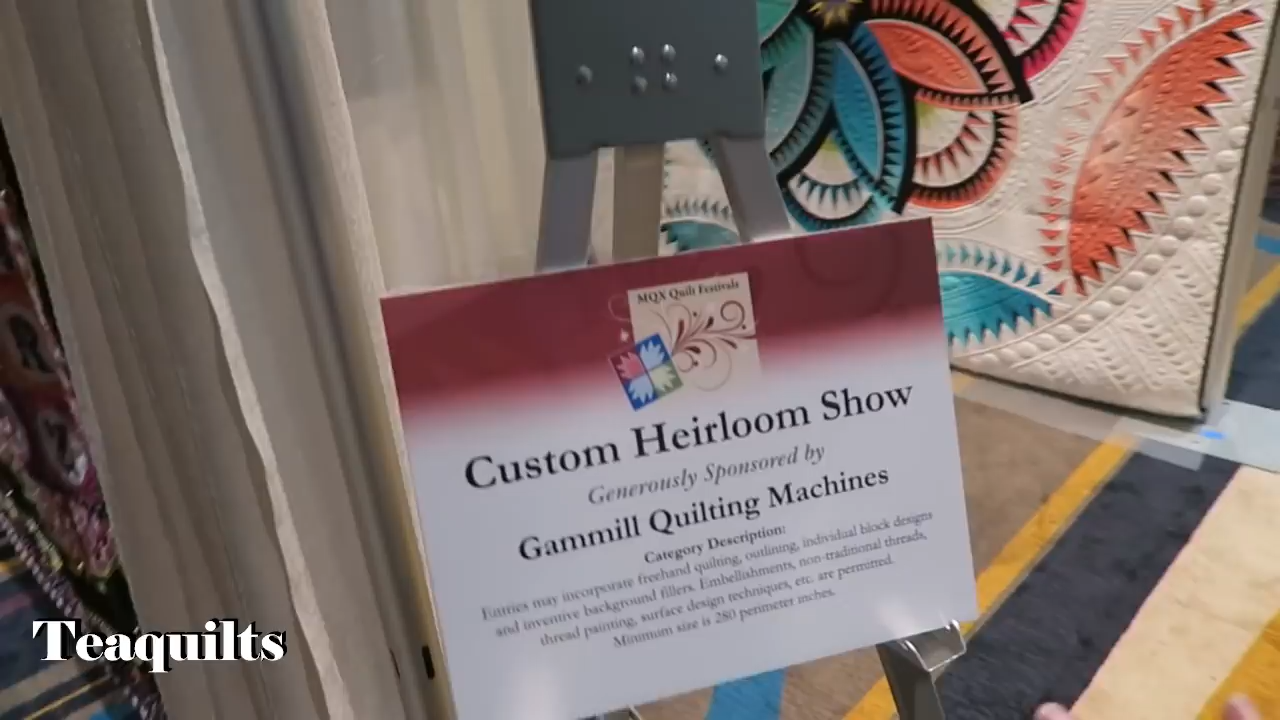 MQX Quilt Festivals
Custom Heirloom Show
Generously Sponsored by
Gammill Quilting Machines
Category Description:
Entries may incorporate freehand quilting, outlining, individual block designs
and inventive background fillers. Embellishments, non-traditional threads,
thread painting, surface design techniques, etc. are permitted.
Minimum size is 280 perimeter inches.
Teaquilts